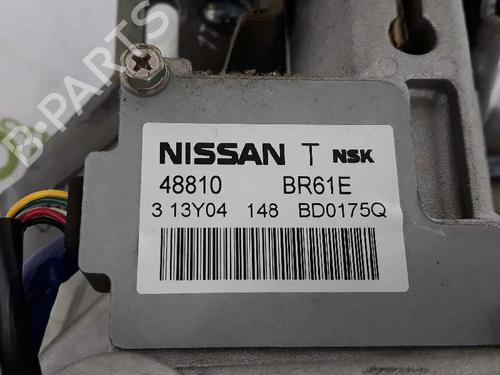 NISSAN T NSK
48810 BR61E
3 13Y04 148 BD0175Q
B-PARTS